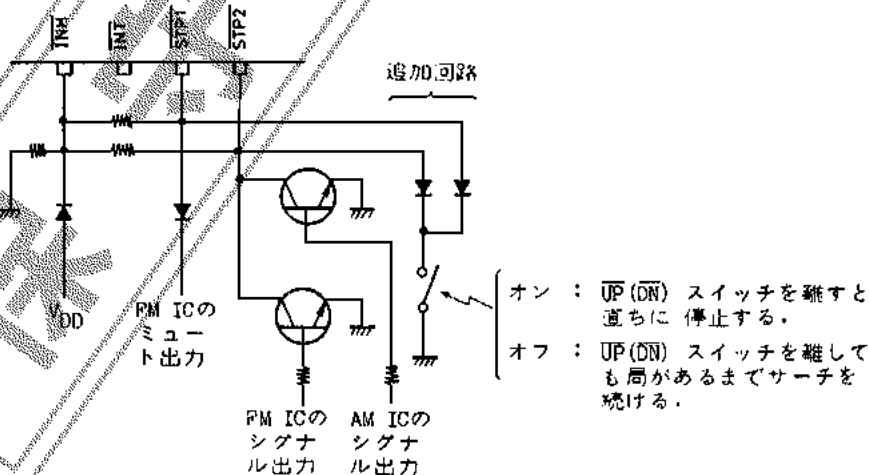 INH
INT
STP1
STP2
追加回路
VDD
FM ICの
ミュー
ト出力
オン : UP(DN) スイッチを離すと
直ちに 停止する.
オフ : UP(DN) スイッチを離して
も局があるまでサーチを
続ける.
FM ICの
シグナ
ル出力
AM ICの
シグナ
ル出力